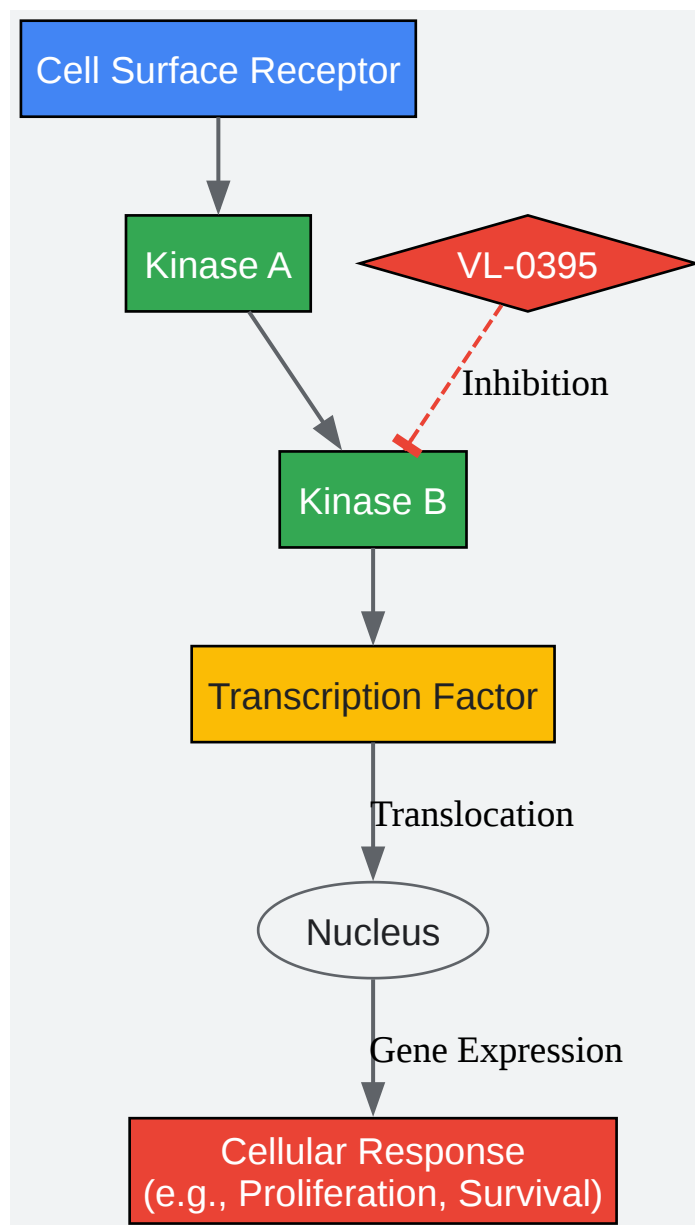 Cell Surface Receptor
Kinase A
VL-0395
Inhibition
Kinase B
Transcription Factor
Translocation
Nucleus
Gene Expression
Cellular Response
(e.g., Proliferation, Survival)